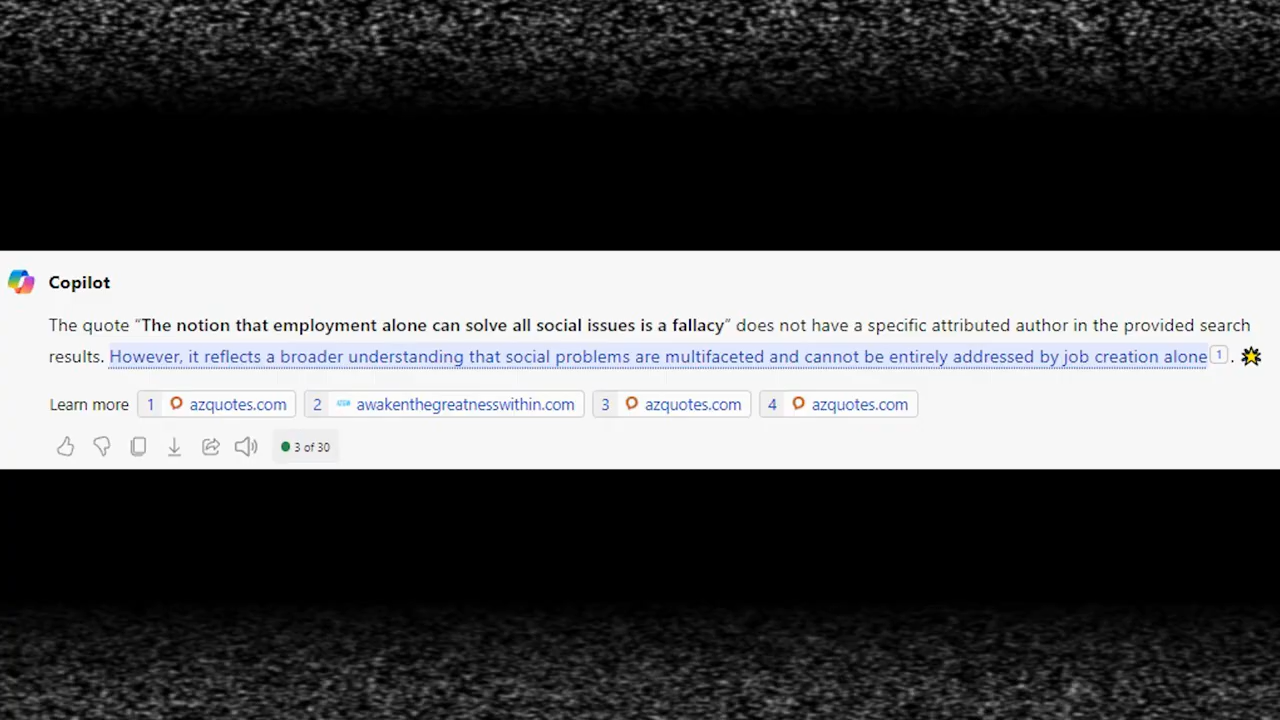 Copilot
The quote “The notion that employment alone can solve all social issues is a fallacy” does not have a specific attributed author in the provided search
results. However, it reflects a broader understanding that social problems are multifaceted and cannot be entirely addressed by job creation alone 1 .
Learn more 1 azquotes.com 2 awakenthegreatnesswithin.com 3 azquotes.com 4 azquotes.com
3 of 30